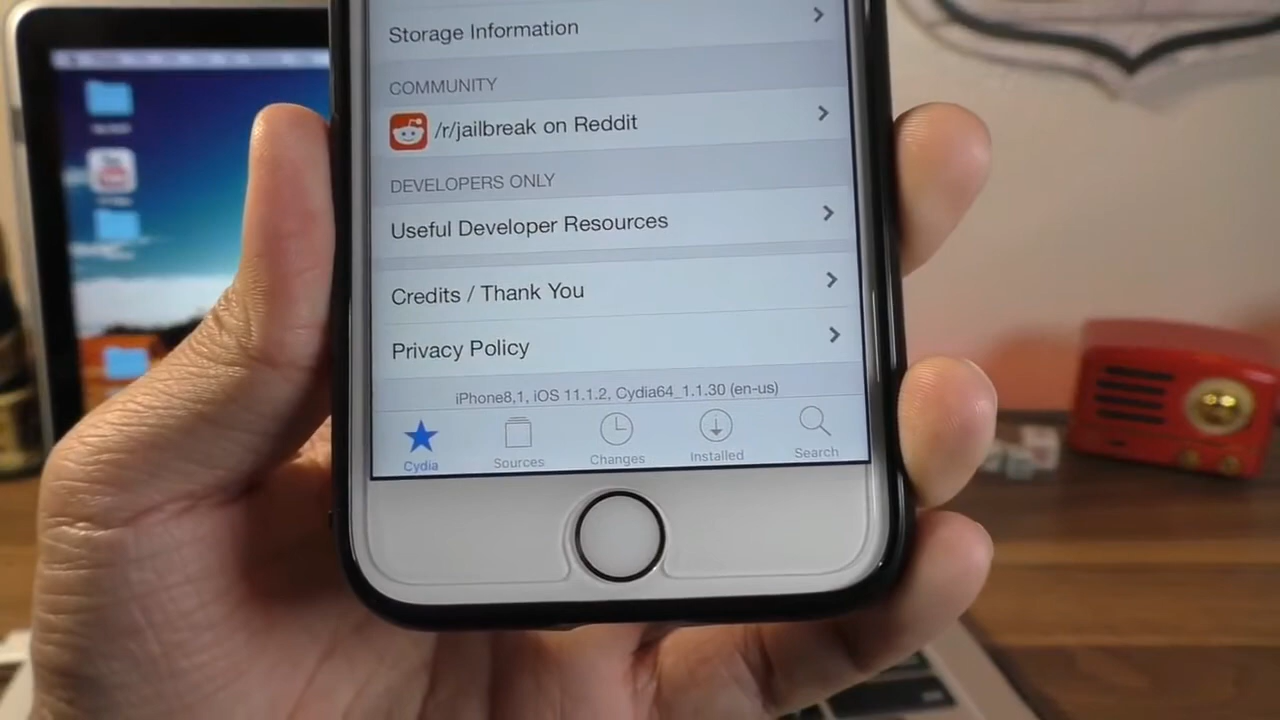 Storage Information
COMMUNITY
/r/jailbreak on Reddit
DEVELOPERS ONLY
Useful Developer Resources
Credits / Thank You
Privacy Policy
iPhone8,1, iOS 11.1.2, Cydia64_1.1.30 (en-us)
Cydia
Sources
Changes
Installed
Search